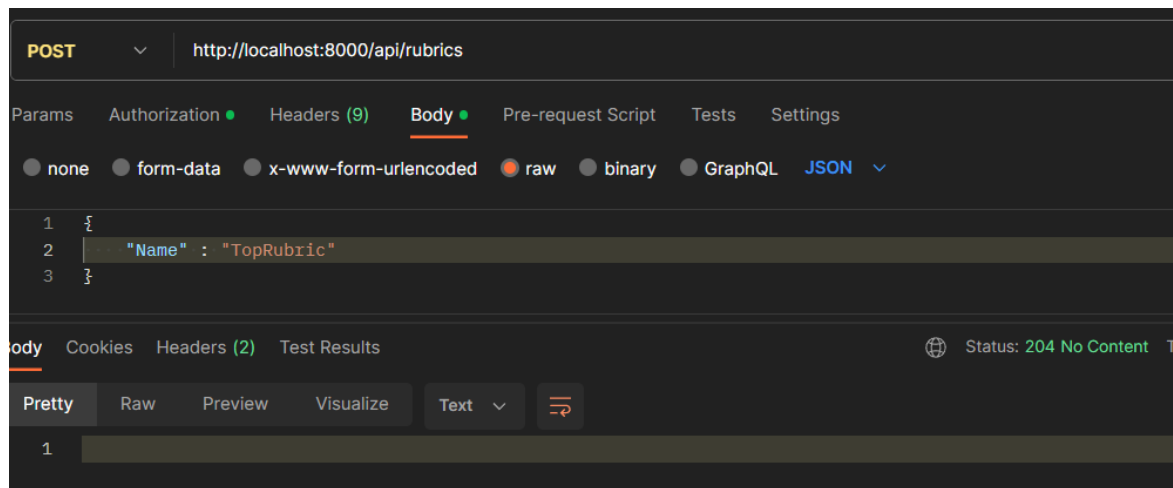 POST http://localhost:8000/api/rubrics
Params Authorization Headers (9) Body Pre-request Script Tests Settings
none form-data x-www-form-urlencoded raw binary GraphQL JSON
1 {
2 "Name" : "TopRubric"
3 }
Body Cookies Headers (2) Test Results Status: 204 No Content T
Pretty Raw Preview Visualize Text
1